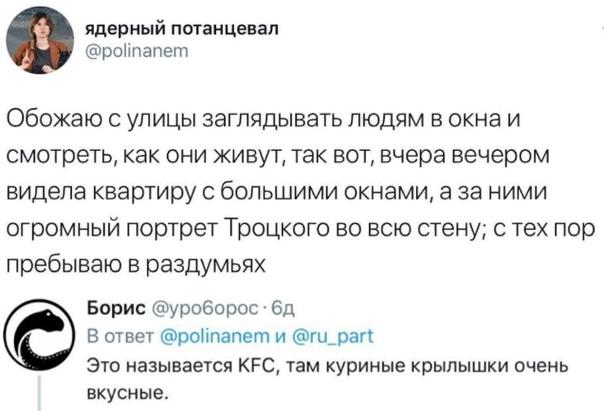 ядерный потанцевал
@polinanem
Обожаю с улицы заглядывать людям в окна и
смотреть, как они живут, так вот, вчера вечером
видела квартиру с большими окнами, а за ними
огромный портрет Троцкого во всю стену; с тех пор
пребываю в раздумьях
Борис @уроборос · 6д
В ответ @polinanem и @ru_part
Это называется KFC, там куриные крылышки очень
вкусные.